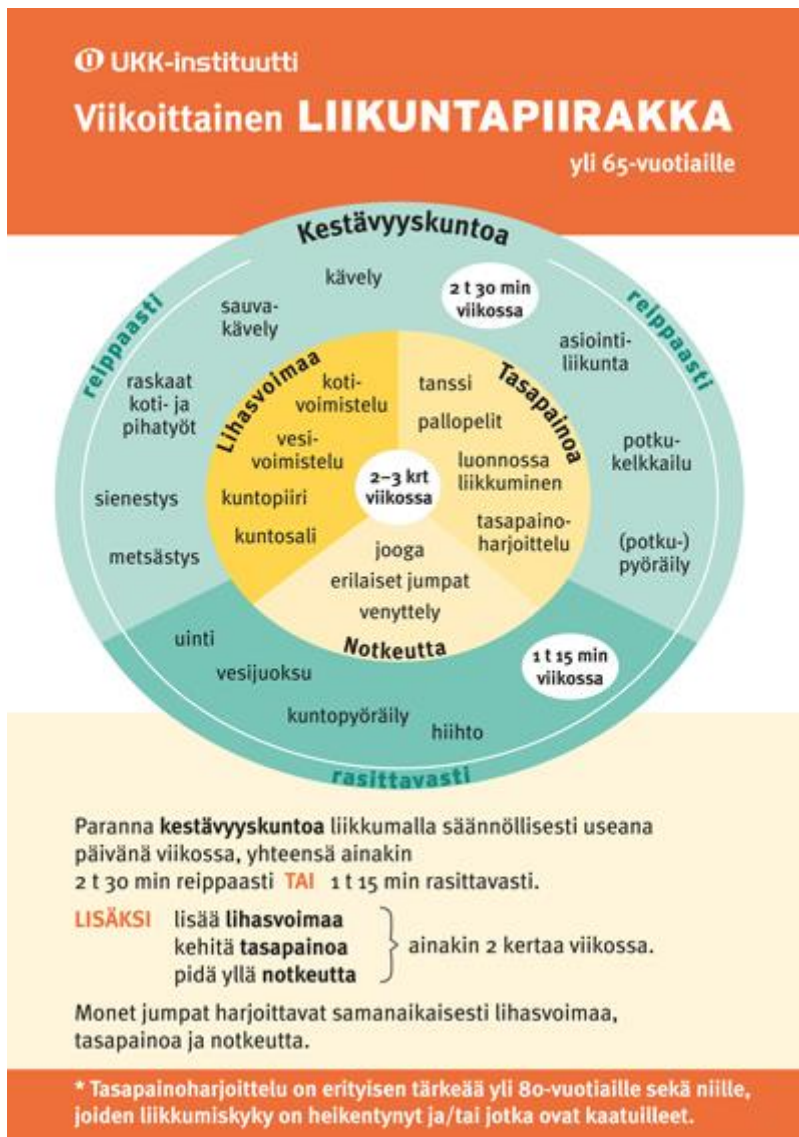 UKK-instituutti
Viikoittainen LIIKUNTAPIIRAKKA
yli 65-vuotiaille
Kestävyyskuntoa
reippaasti
reippaasti
kävely
2 t 30 min
viikossa
sauva-
kävely
asiointi-
liikunta
raskaat
koti- ja
pihatyöt
potku-
kelkkailu
sienestys
metsästys
(potku-)
pyöräily
Lihasvoimaa
koti-
voimistelu
vesi-
voimistelu
kuntopiiri
kuntosali
Tasapainoa
tanssi
pallopelit
luonnossa
liikkuminen
tasapaino-
harjoittelu
2–3 krt
viikossa
jooga
erilaiset jumpat
venyttely
Notkeutta
uinti
vesijuoksu
kuntopyöräily
hiihto
1 t 15 min
viikossa
rasittavasti
Paranna kestävyyskuntoa liikkumalla säännöllisesti useana
päivänä viikossa, yhteensä ainakin
2 t 30 min reippaasti TAI 1 t 15 min rasittavasti.
LISÄKSI lisää lihasvoimaa
kehitä tasapainoa
pidä yllä notkeutta
ainakin 2 kertaa viikossa.
Monet jumpat harjoittavat samanaikaisesti lihasvoimaa,
tasapainoa ja notkeutta.
* Tasapainoharjoittelu on erityisen tärkeää yli 80-vuotiaille sekä niille,
joiden liikkumiskyky on heikentynyt ja/tai jotka ovat kaatuilleet.